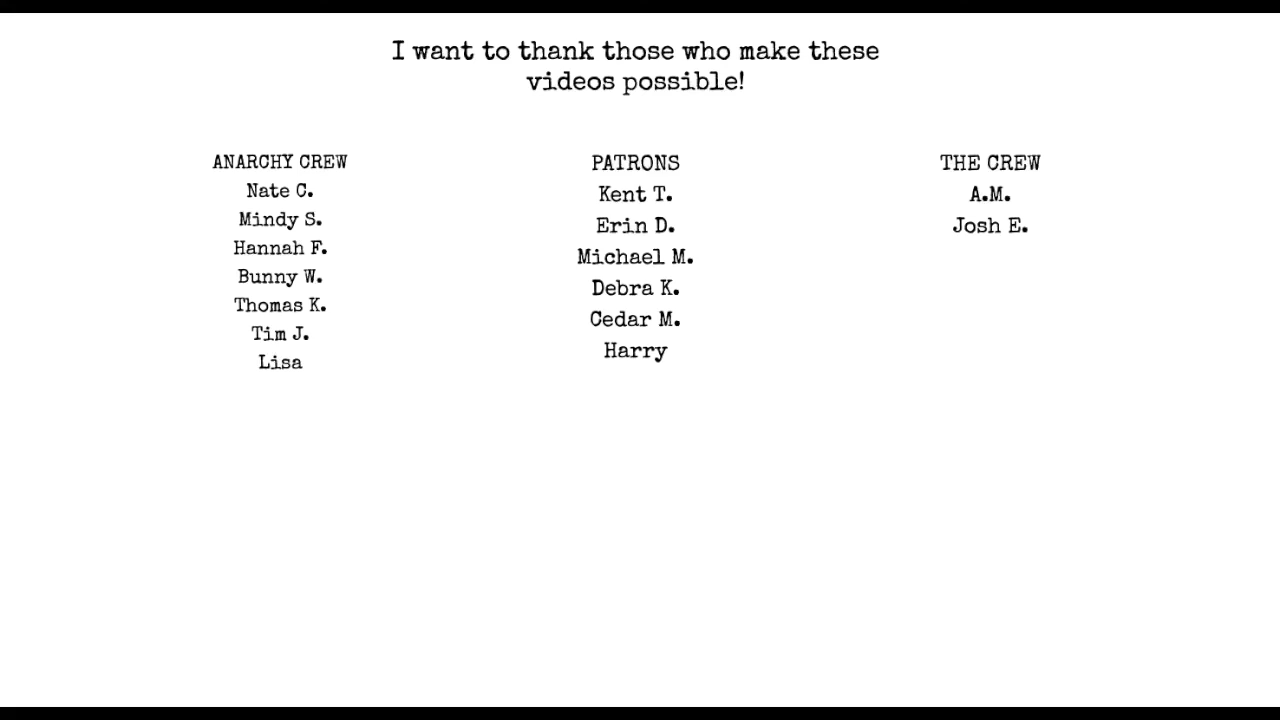 I want to thank those who make these
videos possible!
ANARCHY CREW
Nate C.
Mindy S.
Hannah F.
Bunny W.
Thomas K.
Tim J.
Lisa
PATRONS
Kent T.
Erin D.
Michael M.
Debra K.
Cedar M.
Harry
THE CREW
A.M.
Josh E.